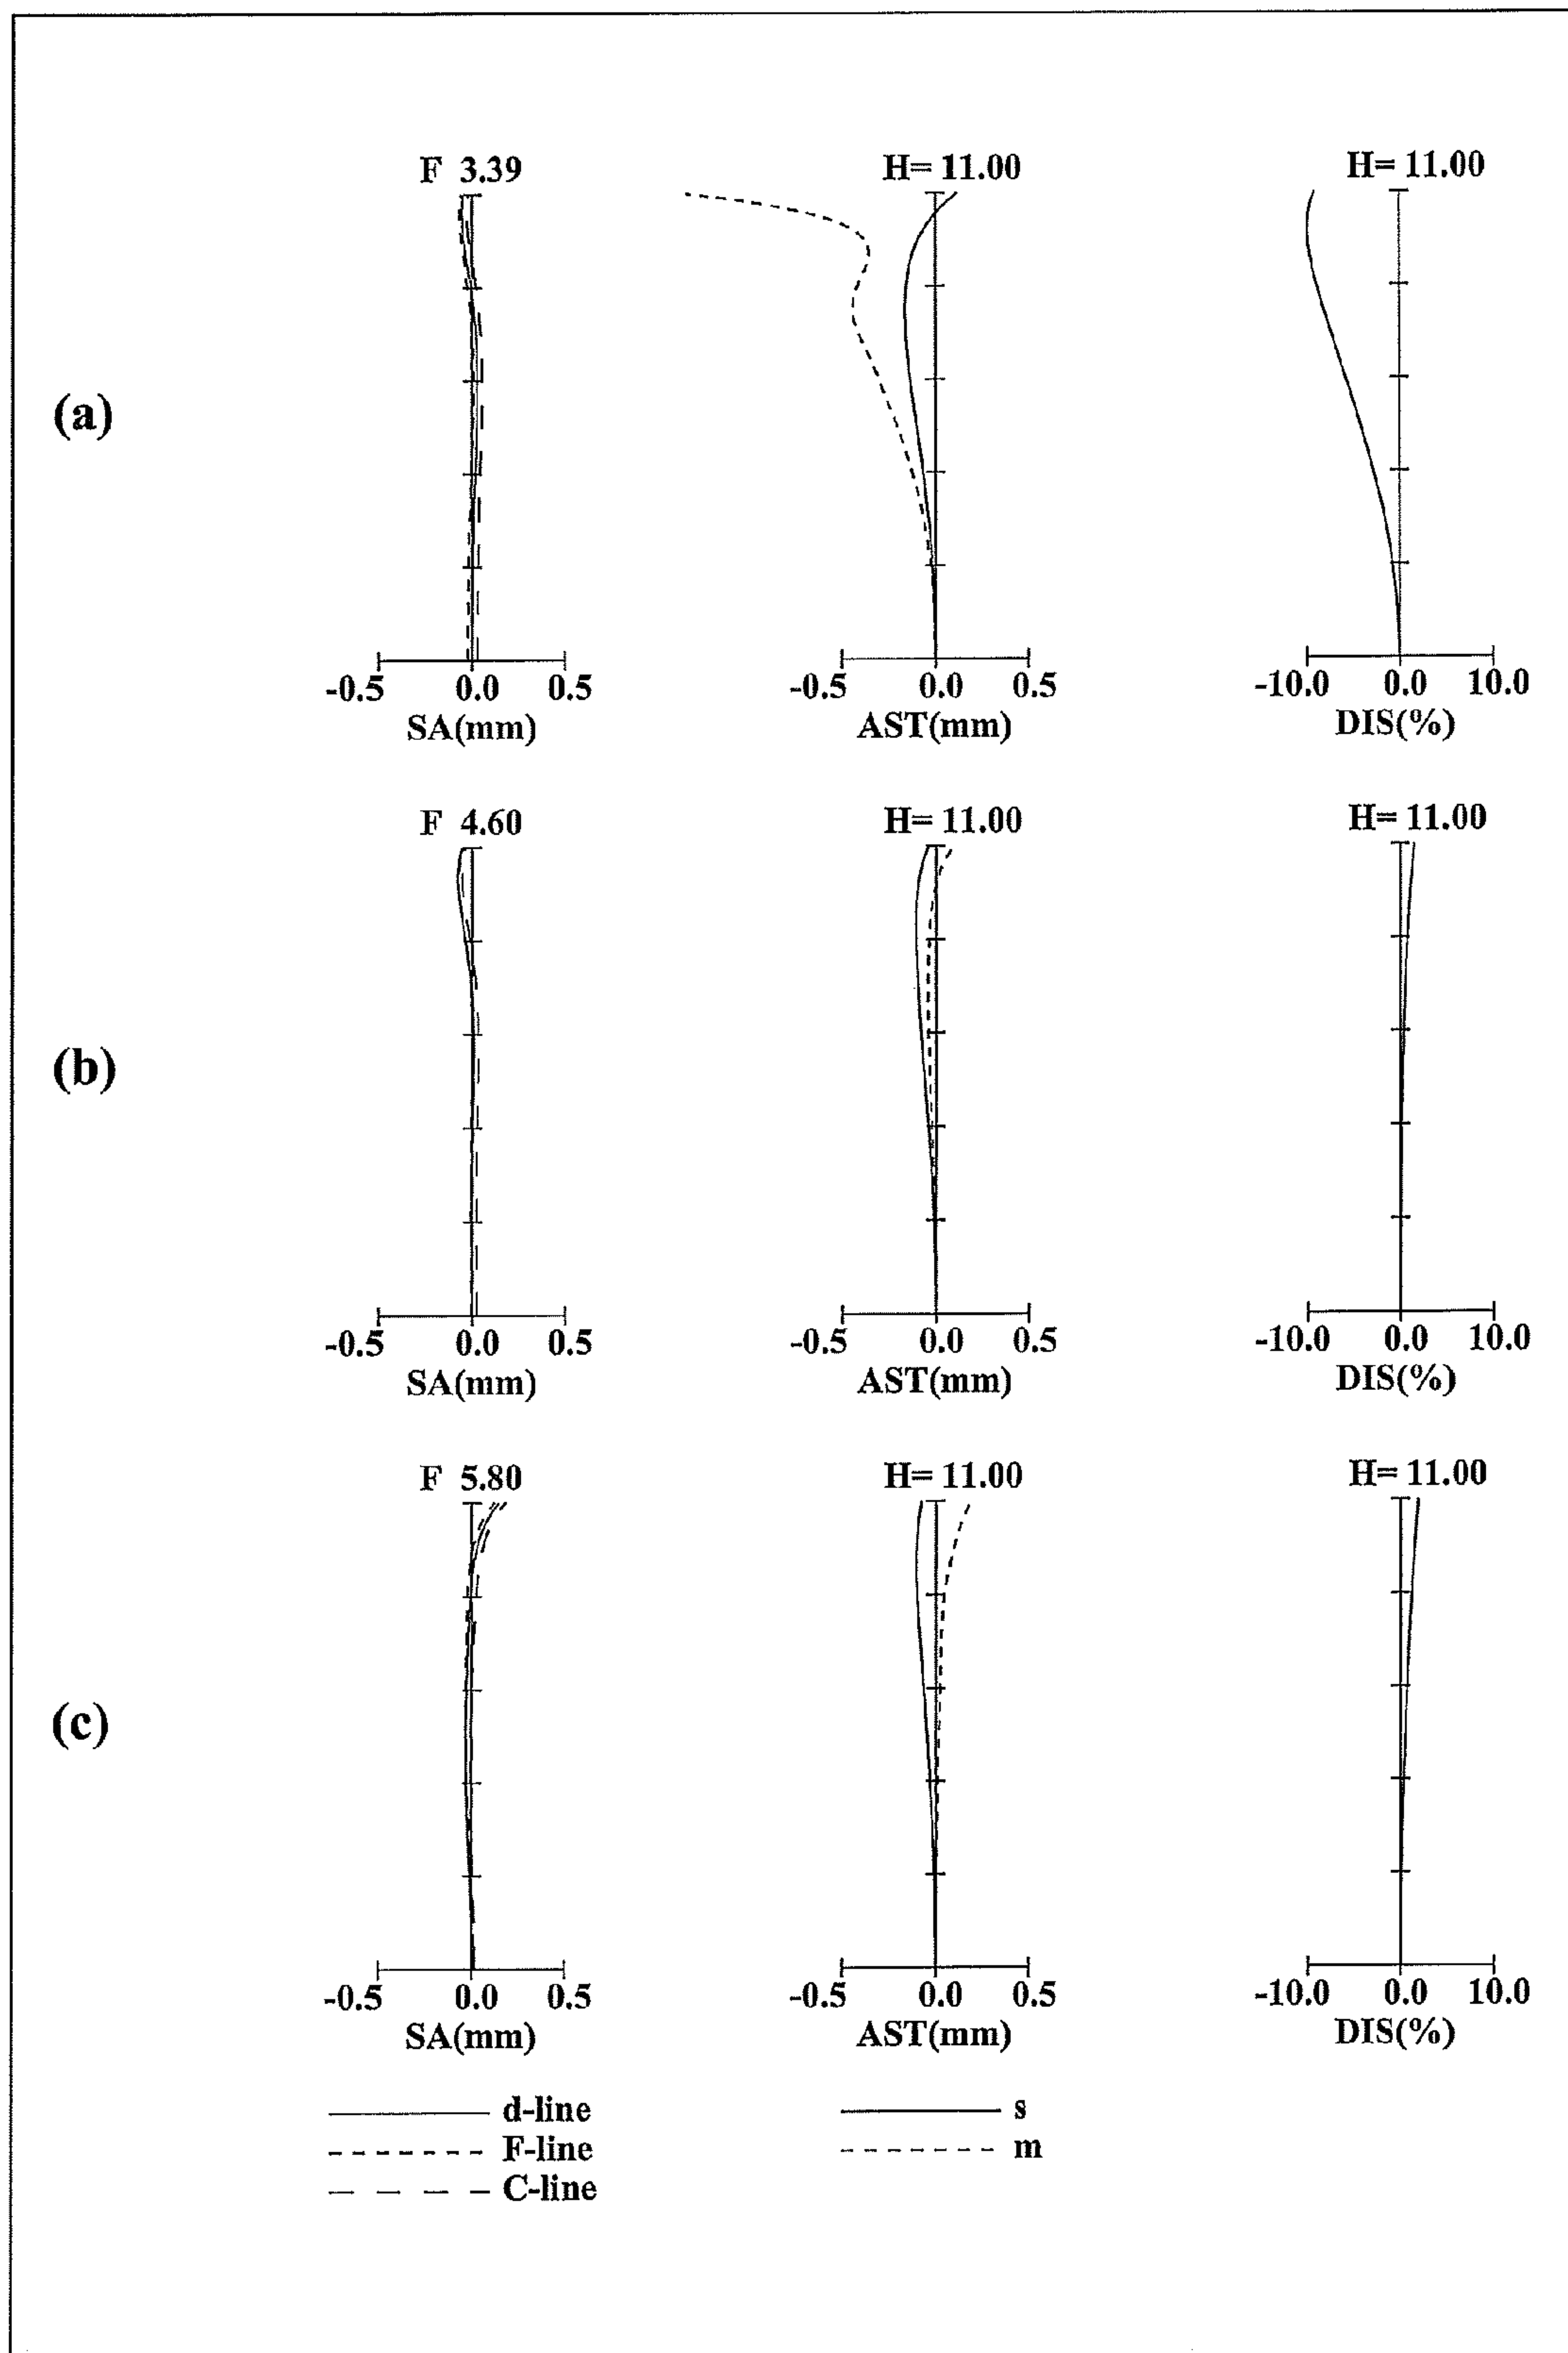 (a)
F 3.39
H= 11.00
H= 11.00
-0.5 0.0 0.5
SA(mm)
-0.5 0.0 0.5
AST(mm)
-10.0 0.0 10.0
DIS(%)
(b)
F 4.60
H= 11.00
H= 11.00
-0.5 0.0 0.5
SA(mm)
-0.5 0.0 0.5
AST(mm)
-10.0 0.0 10.0
DIS(%)
(c)
F 5.80
H= 11.00
H= 11.00
-0.5 0.0 0.5
SA(mm)
-0.5 0.0 0.5
AST(mm)
-10.0 0.0 10.0
DIS(%)
d-line
F-line
C-line
s
m